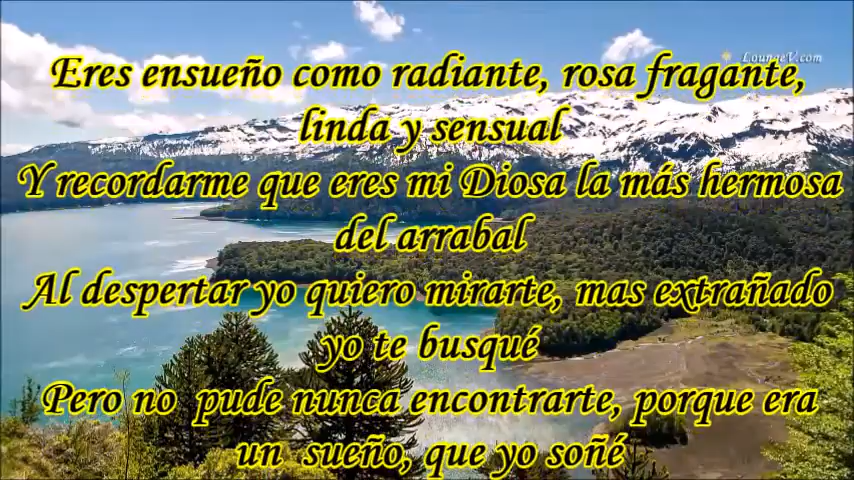 LoungeV.com
Eres ensueño como radiante, rosa fragante,
linda y sensual
Y recordarme que eres mi Diosa la más hermosa
del arrabal
Al despertar yo quiero mirarte, mas extrañado
yo te busqué
Pero no pude nunca encontrarte, porque era
un sueño, que yo soñé